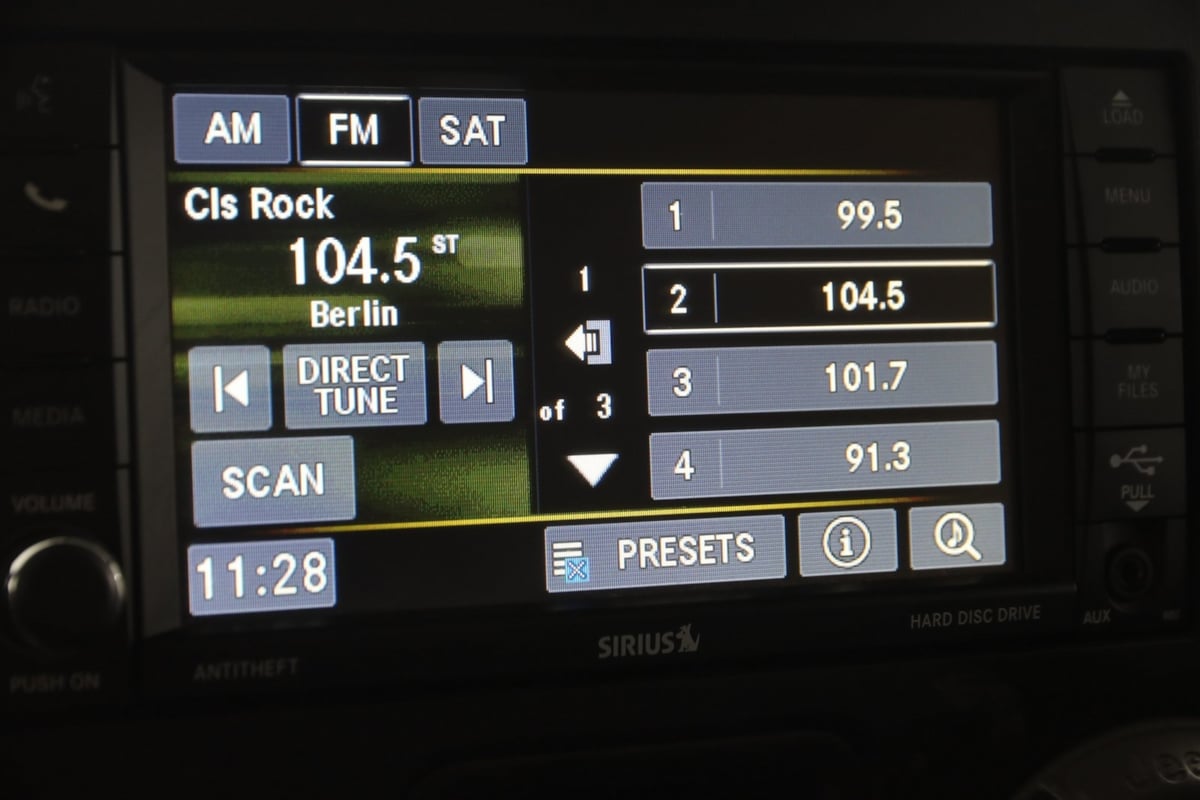 AM FM SAT
Cls Rock
104.5 ST
Berlin
DIRECT
TUNE
SCAN
11:28
1
of 3
1 99.5
2 104.5
3 101.7
4 91.3
PRESETS
RADIO
MEDIA
VOLUME
PUSH ON
ANTITHEFT
SIRIUS
HARD DISC DRIVE
LOAD
MENU
AUDIO
MY
FILES
PULL
AUX